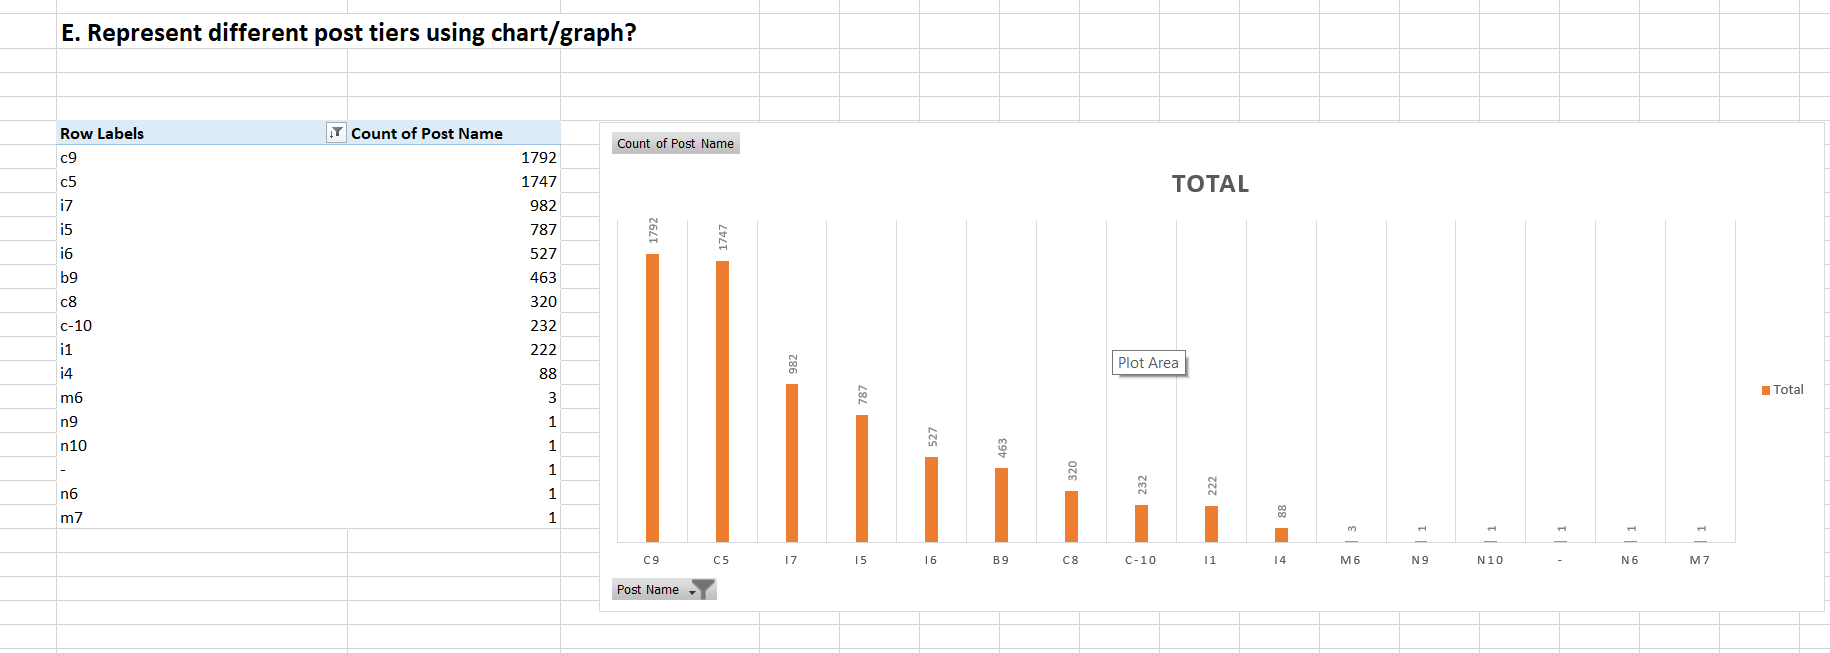 E. Represent different post tiers using chart/graph?
Row Labels Count of Post Name
c9 1792
c5 1747
i7 982
i5 787
i6 527
b9 463
c8 320
c-10 232
i1 222
i4 88
m6 3
n9 1
n10 1
- 1
n6 1
m7 1
Count of Post Name
TOTAL
1792 1747 982 787 527 463 320 232 222 88 3 1 1 1 1 1
Plot Area
Total
C9 C5 I7 I5 I6 B9 C8 C-10 I1 I4 M6 N9 N10 - N6 M7
Post Name